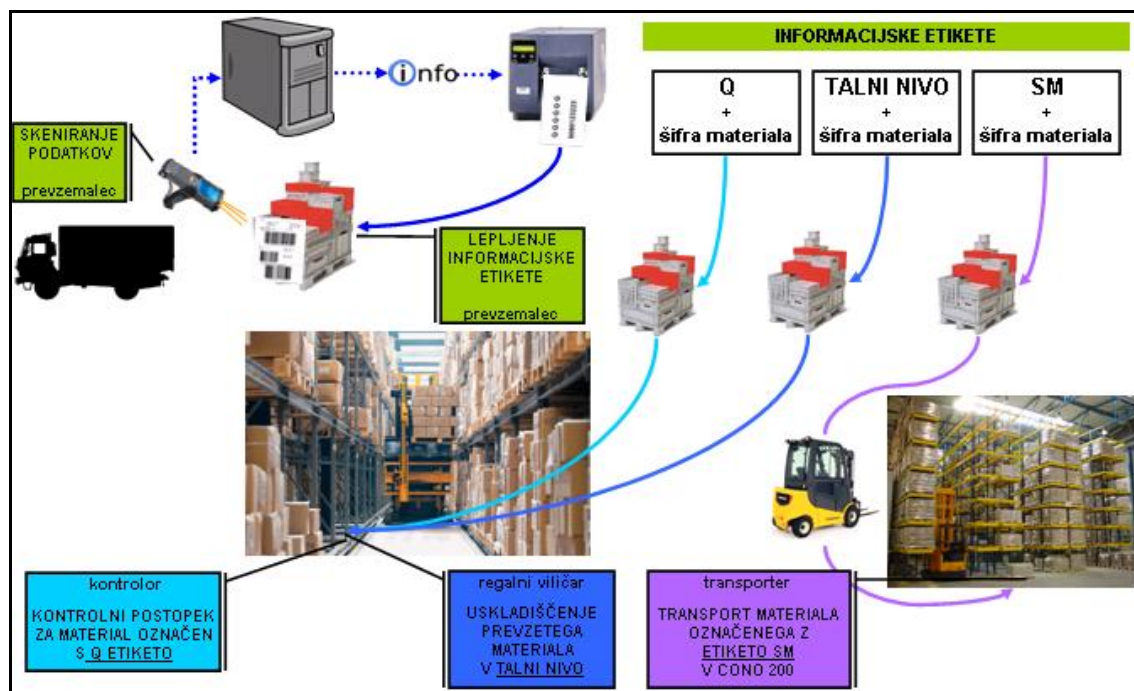 INFORMACIJSKE ETIKETE
Q
+
šifra materiala
TALNI NIVO
+
šifra materiala
SM
+
šifra materiala
info
SKENIRANJE
PODATKOV
prevzemalec
LEPLJENJE
INFORMACIJSKE
ETIKETE
prevzemalec
kontrolor
KONTROLNI POSTOPEK
ZA MATERIAL OZNAČEN
S Q ETIKETO
regalni viličar
USKLADIŠČENJE
PREVZETEGA
MATERIALA
V TALNI NIVO
transporter
TRANSPORT MATERIALA
OZNAČENEGA Z
ETIKETO SM
V CONO 200